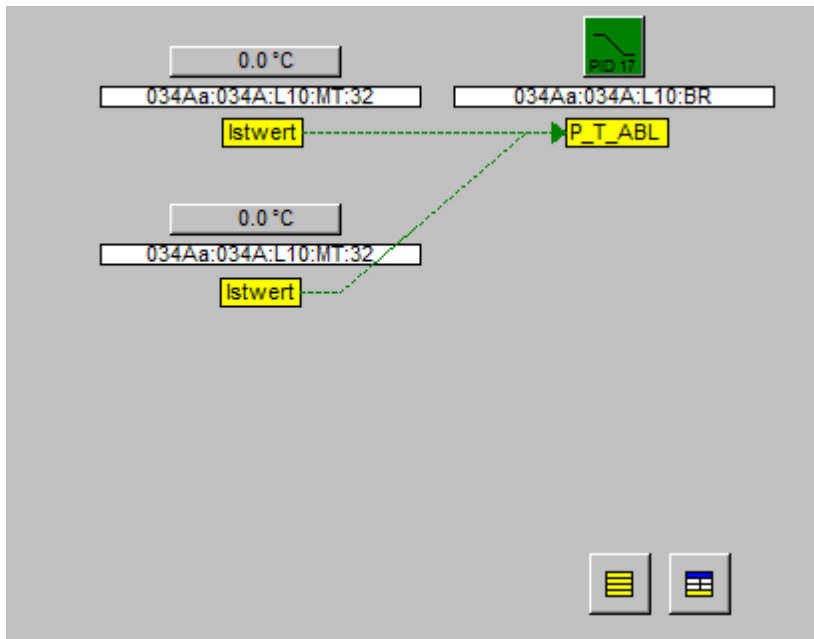 0.0 °C
034Aa:034A:L10:MT:32
Istwert
PID 17
034Aa:034A:L10:BR
P_T_ABL
0.0 °C
034Aa:034A:L10:MT:32
Istwert